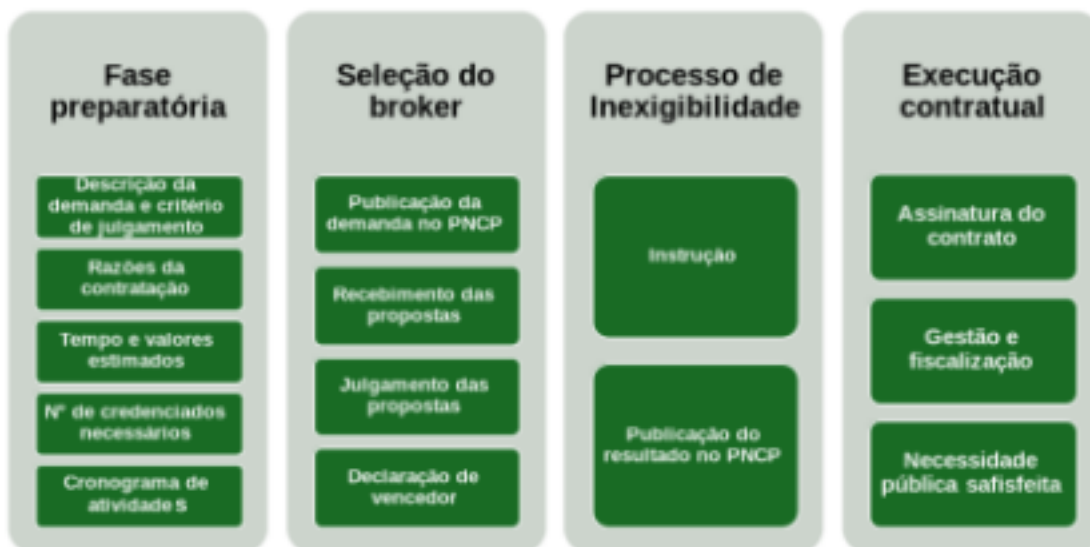 Fase
preparatória
Descrição da
demanda e critério
de julgamento
Razões da
contratação
Tempo e valores
estimados
N° de credenciados
necessários
Cronograma de
atividades
Seleção do
broker
Publicação da
demanda no PNCP
Recebimento das
propostas
Julgamento das
propostas
Declaração de
vencedor
Processo de
Inexigibilidade
Instrução
Publicação do
resultado no PNCP
Execução
contratual
Assinatura do
contrato
Gestão e
fiscalização
Necessidade
pública safisfeita